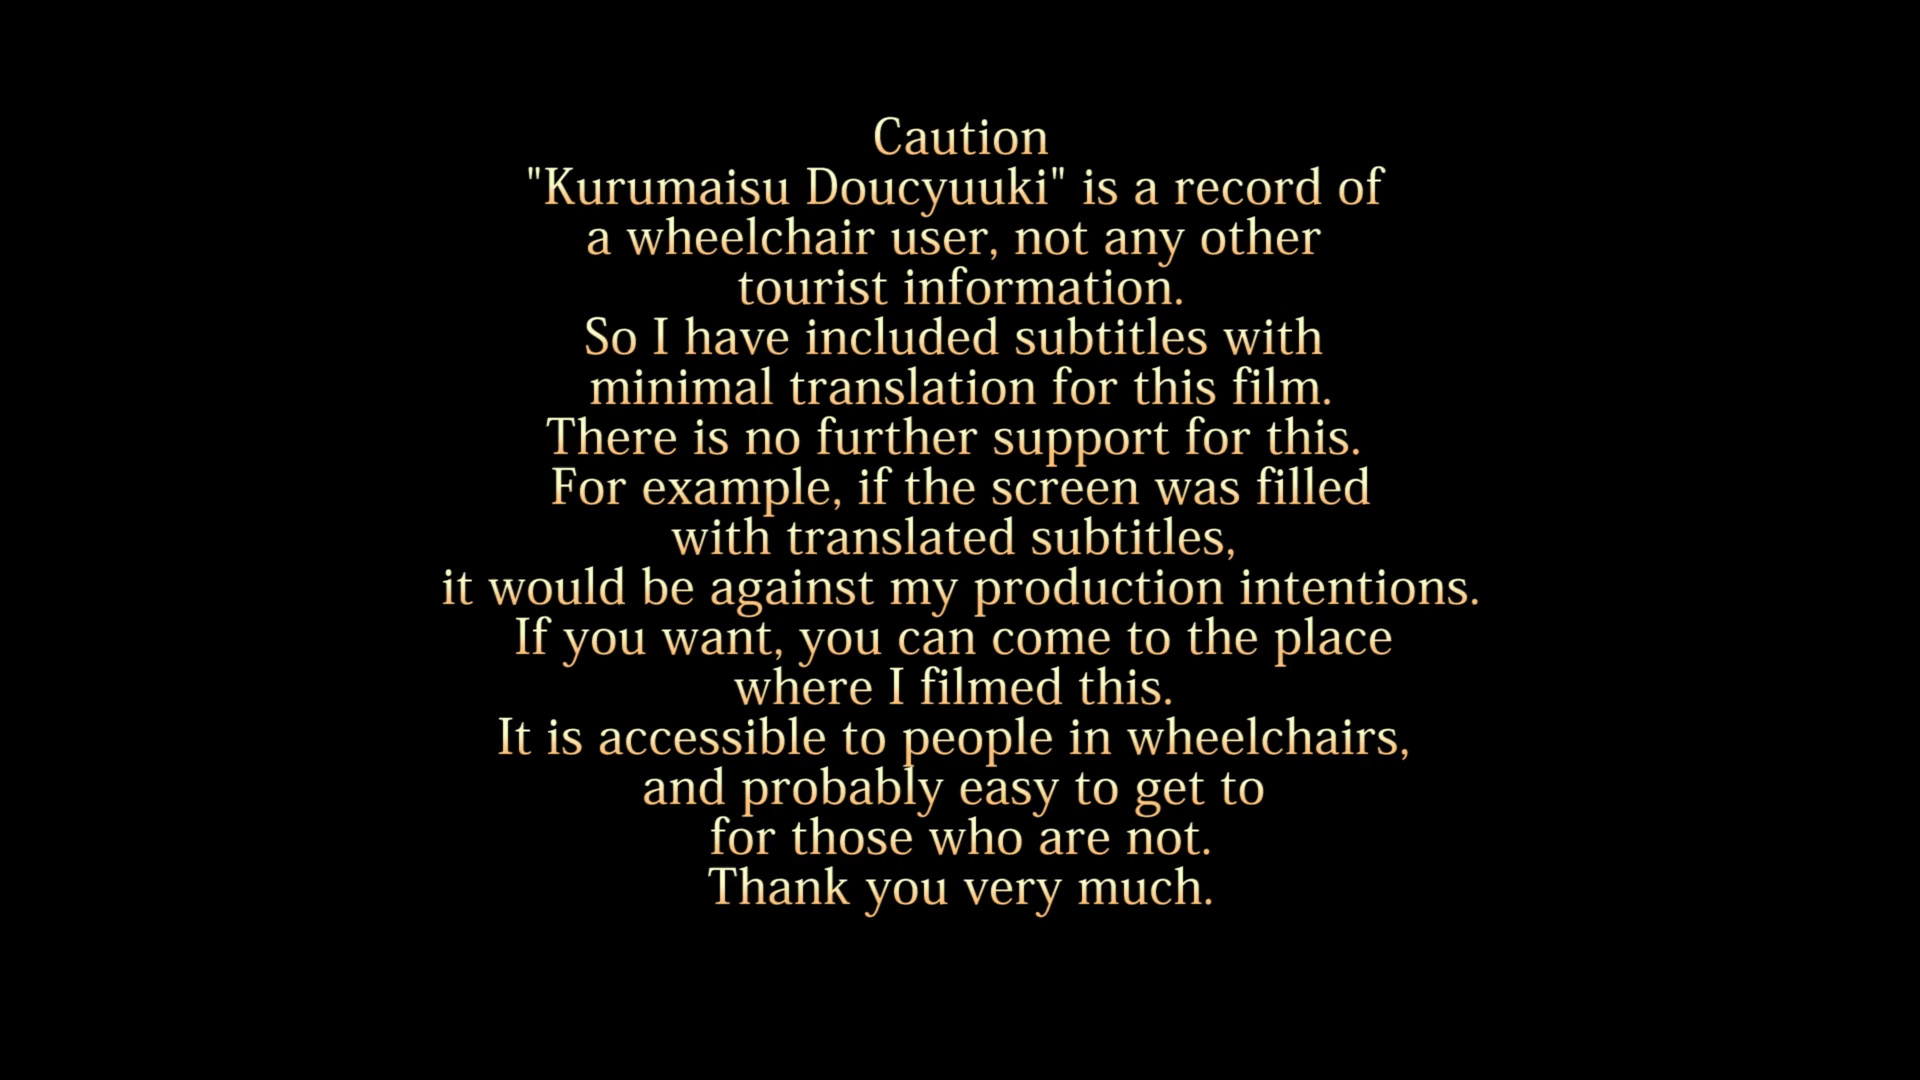 Caution
"Kurumaisu Doucyuuki" is a record of
a wheelchair user, not any other
tourist information.
So I have included subtitles with
minimal translation for this film.
There is no further support for this.
For example, if the screen was filled
with translated subtitles,
it would be against my production intentions.
If you want, you can come to the place
where I filmed this.
It is accessible to people in wheelchairs,
and probably easy to get to
for those who are not.
Thank you very much.